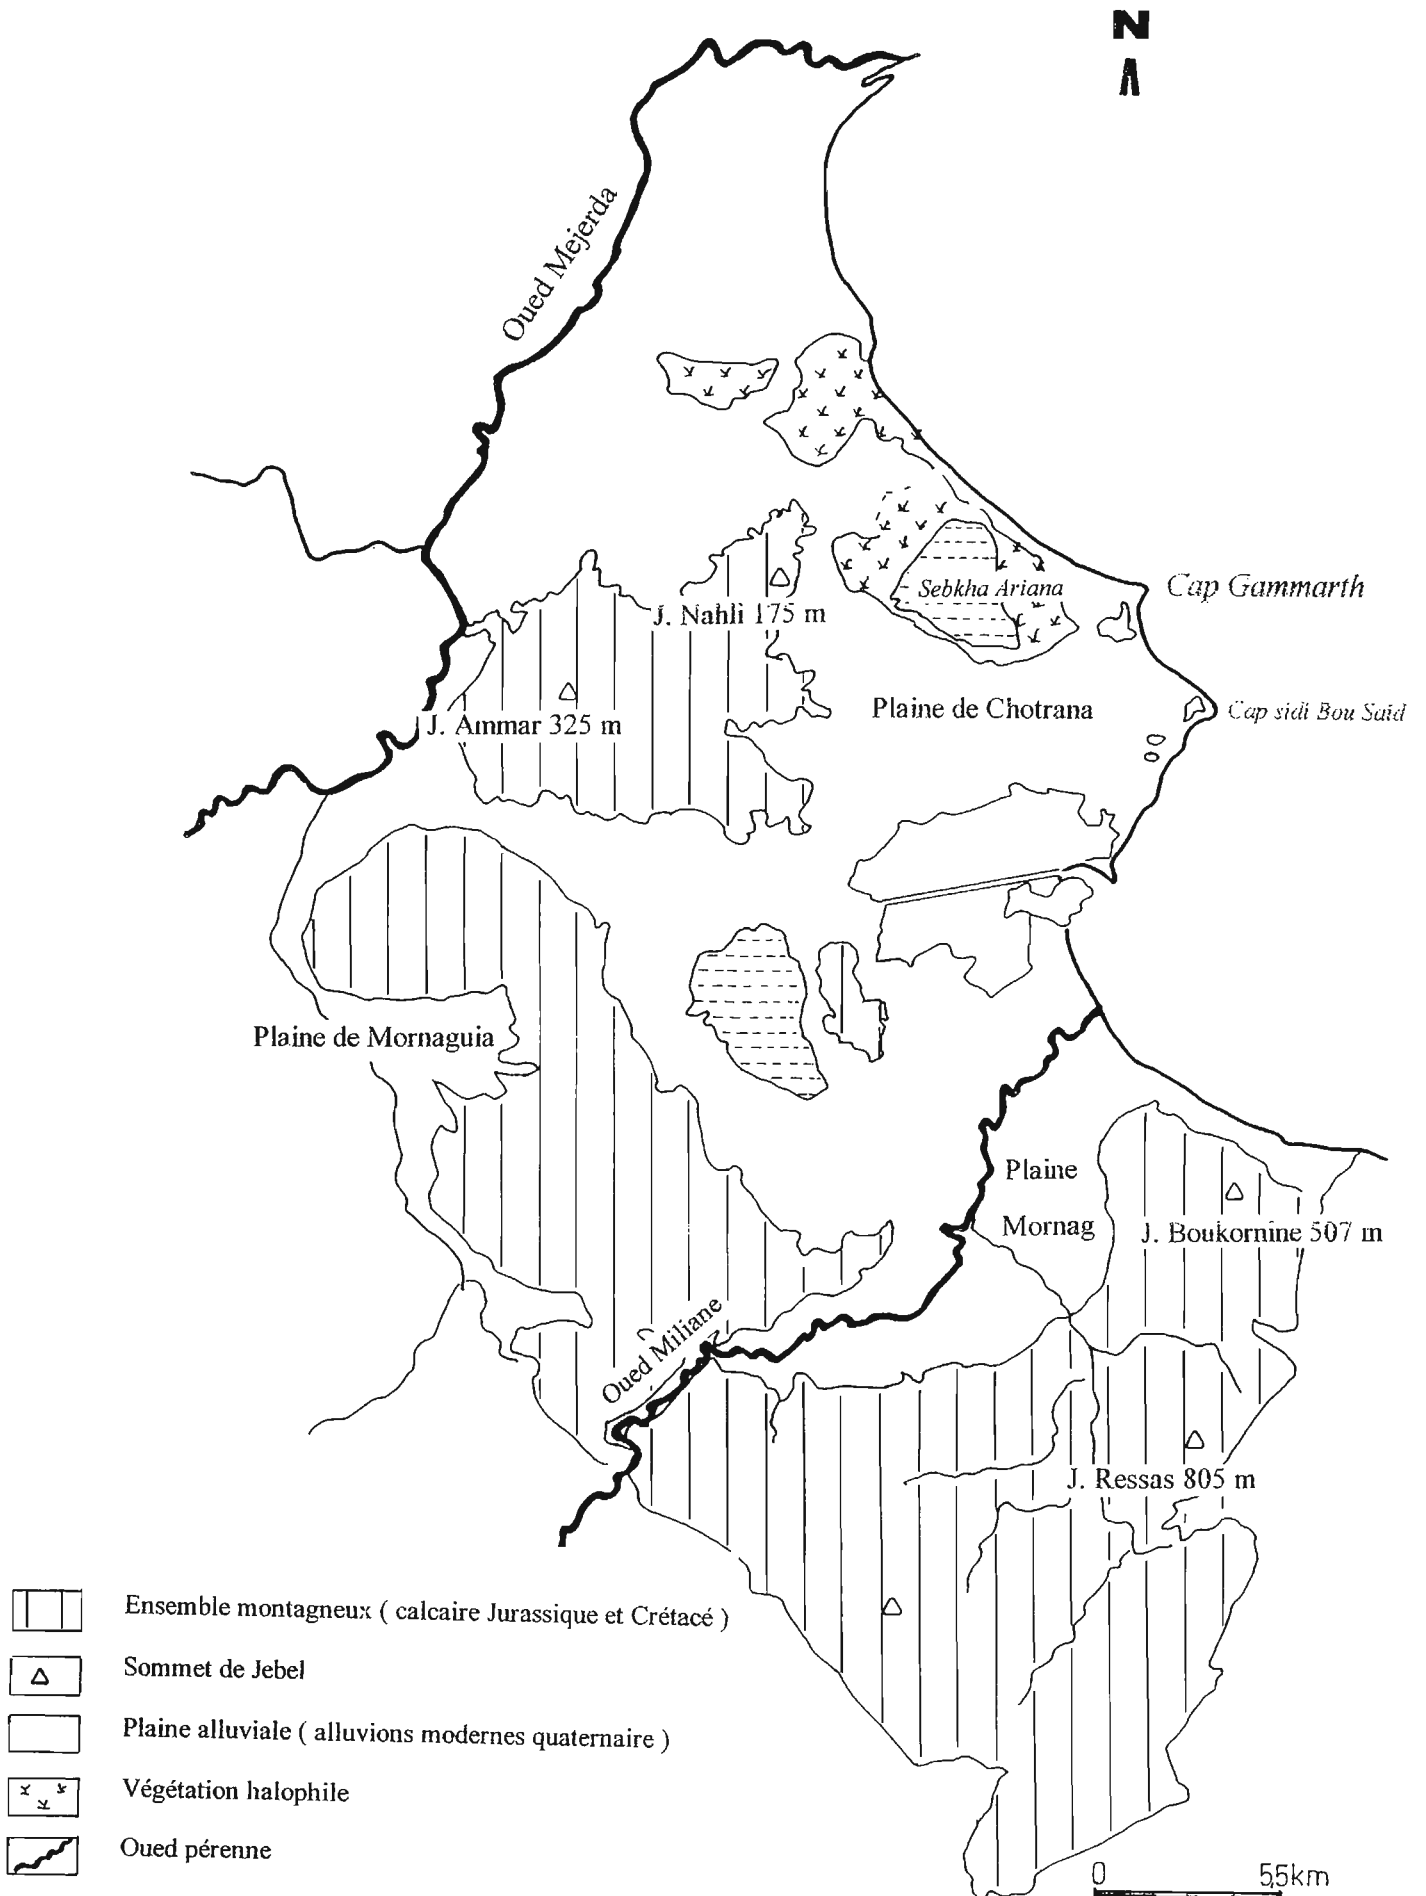 N
Oued Mejerda
Sebkha Ariana
Cap Gammarth
J. Nahli 175 m
Plaine de Chotrana
Cap sidi Bou Said
J. Ammar 325 m
Plaine de Mornaguia
Plaine
Mornag
J. Boukornine 507 m
Oued Miliane
J. Ressas 805 m
Ensemble montagneux ( calcaire Jurassique et Crétacé )
Sommet de Jebel
Plaine alluviale ( alluvions modernes quaternaire )
Végétation halophile
Oued pérenne
0 5,5km